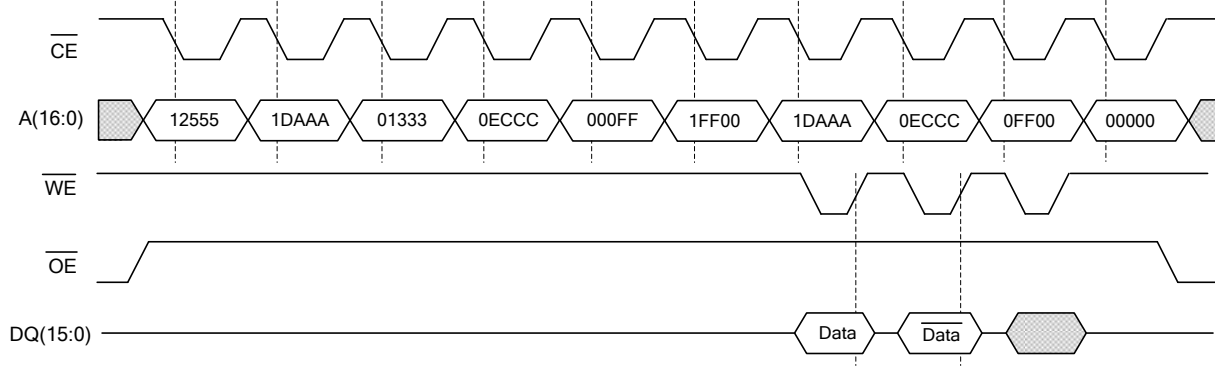 CE
A(16:0) 12555 1DAAA 01333 0ECCC 000FF 1FF00 1DAAA 0ECCC 0FF00 00000
WE
OE
DQ(15:0) Data Data